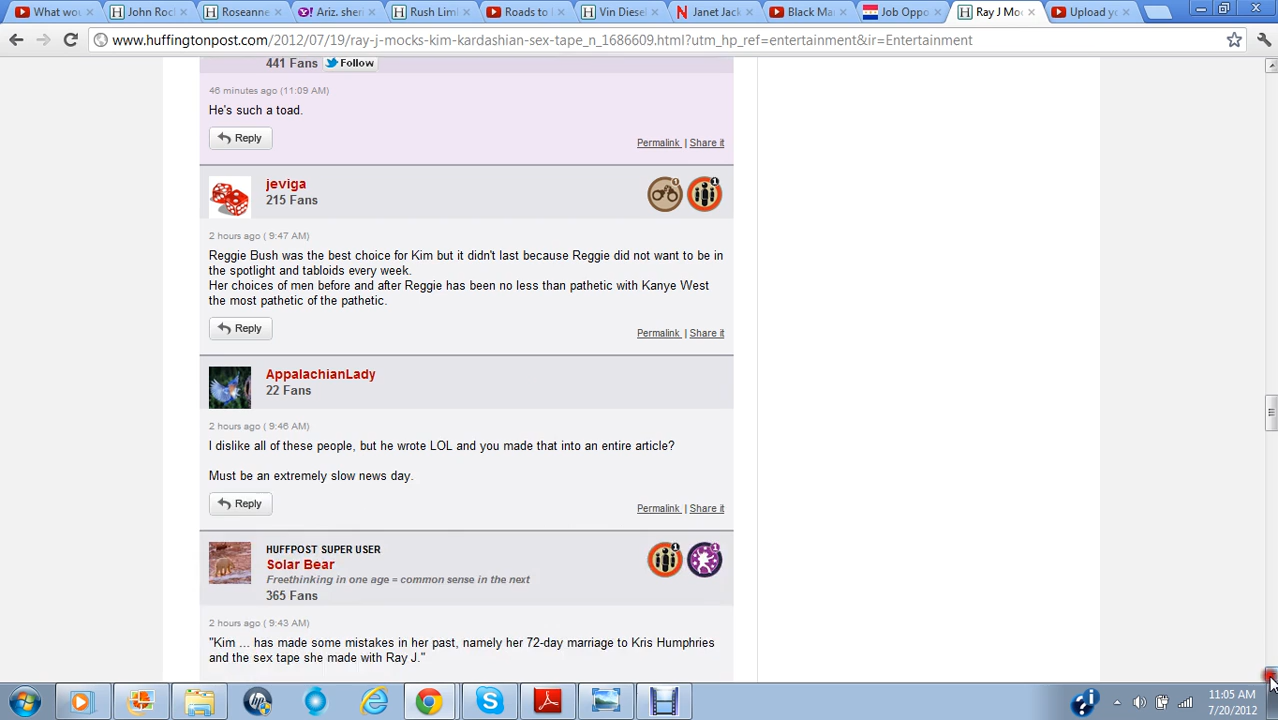 What wou
John Rocl
Roseanne
Ariz. sher
Rush Liml
Roads to I
Vin Diesel
Janet Jack
Black Mai
Job Oppo
Ray J Moc
Upload yo
www.huffingtonpost.com/2012/07/19/ray-j-mocks-kim-kardashian-sex-tape_n_1686609.html?utm_hp_ref=entertainment&ir=Entertainment
441 Fans Follow
46 minutes ago (11:09 AM)
He's such a toad.
Reply
Permalink | Share it
jeviga
215 Fans
2 hours ago ( 9:47 AM)
Reggie Bush was the best choice for Kim but it didn't last because Reggie did not want to be in
the spotlight and tabloids every week.
Her choices of men before and after Reggie has been no less than pathetic with Kanye West
the most pathetic of the pathetic.
Reply
Permalink | Share it
AppalachianLady
22 Fans
2 hours ago ( 9:46 AM)
I dislike all of these people, but he wrote LOL and you made that into an entire article?
Must be an extremely slow news day.
Reply
Permalink | Share it
HUFFPOST SUPER USER
Solar Bear
Freethinking in one age = common sense in the next
365 Fans
2 hours ago ( 9:43 AM)
"Kim ... has made some mistakes in her past, namely her 72-day marriage to Kris Humphries
and the sex tape she made with Ray J."
11:05 AM
7/20/2012